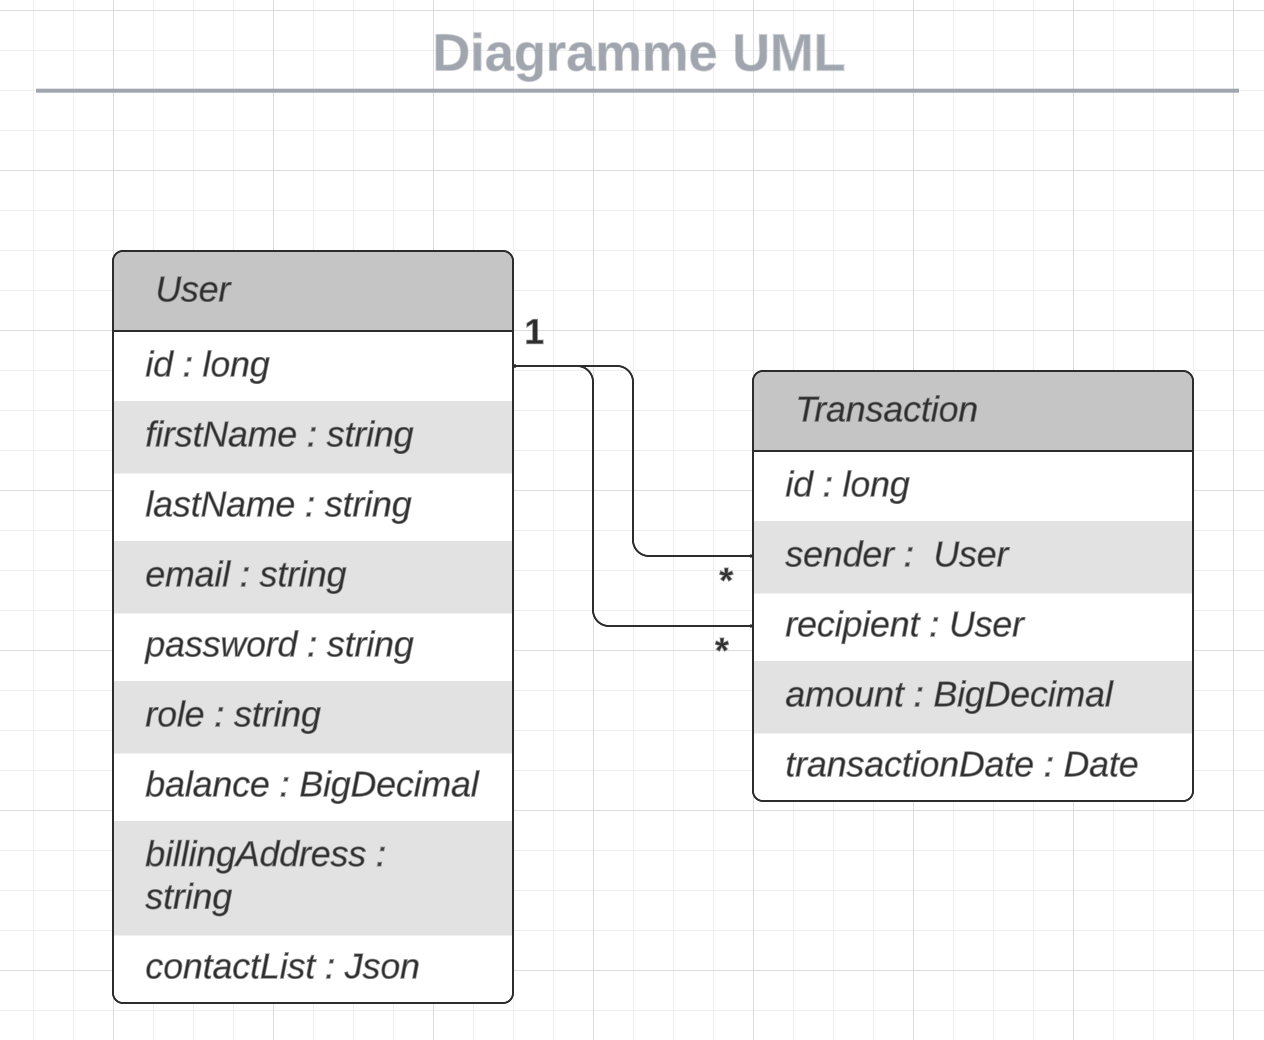 Diagramme UML
User
id : long
firstName : string
lastName : string
email : string
password : string
role : string
balance : BigDecimal
billingAddress :
string
contactList : Json
1
*
*
Transaction
id : long
sender :  User
recipient : User
amount : BigDecimal
transactionDate : Date